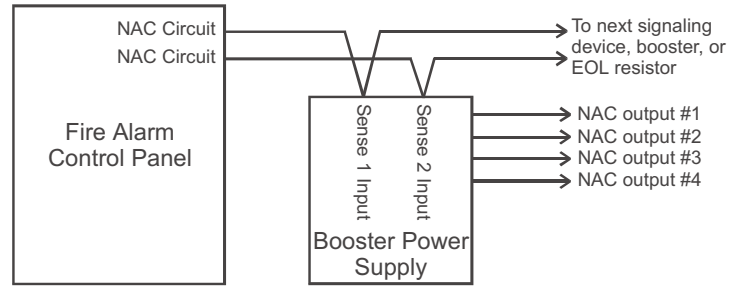 NAC Circuit
NAC Circuit
Fire Alarm
Control Panel
To next signaling
device, booster, or
EOL resistor
Sense 1 Input
Sense 2 Input
Booster Power
Supply
NAC output #1
NAC output #2
NAC output #3
NAC output #4